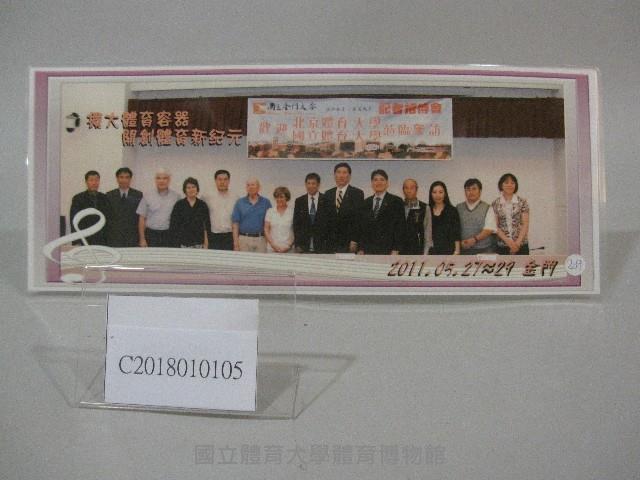 擴大體育容器
開創體育新紀元
國立金門大學
記者招待會
歡迎 北京體育大學
國立體育大學 蒞臨參訪
2011.05.27≈29 金門
C2018010105
國立體育大學體育博物館